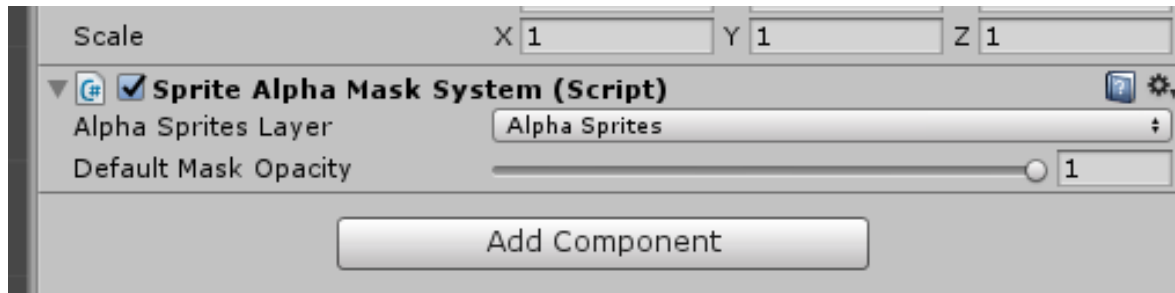 Scale X 1 Y 1 Z 1
Sprite Alpha Mask System (Script)
Alpha Sprites Layer Alpha Sprites
Default Mask Opacity 1
Add Component